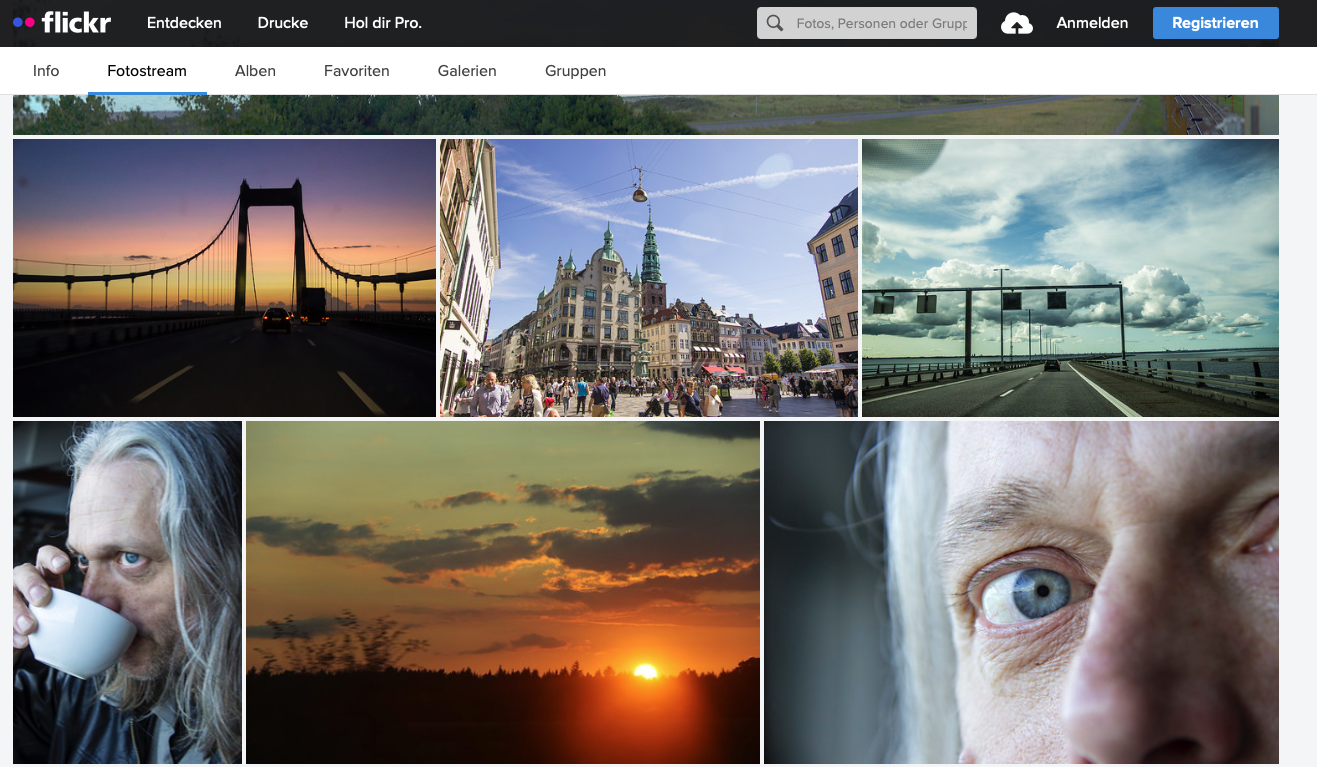 flickr Entdecken Drucke Hol dir Pro. Fotos, Personen oder Grupp Anmelden Registrieren
Info Fotostream Alben Favoriten Galerien Gruppen